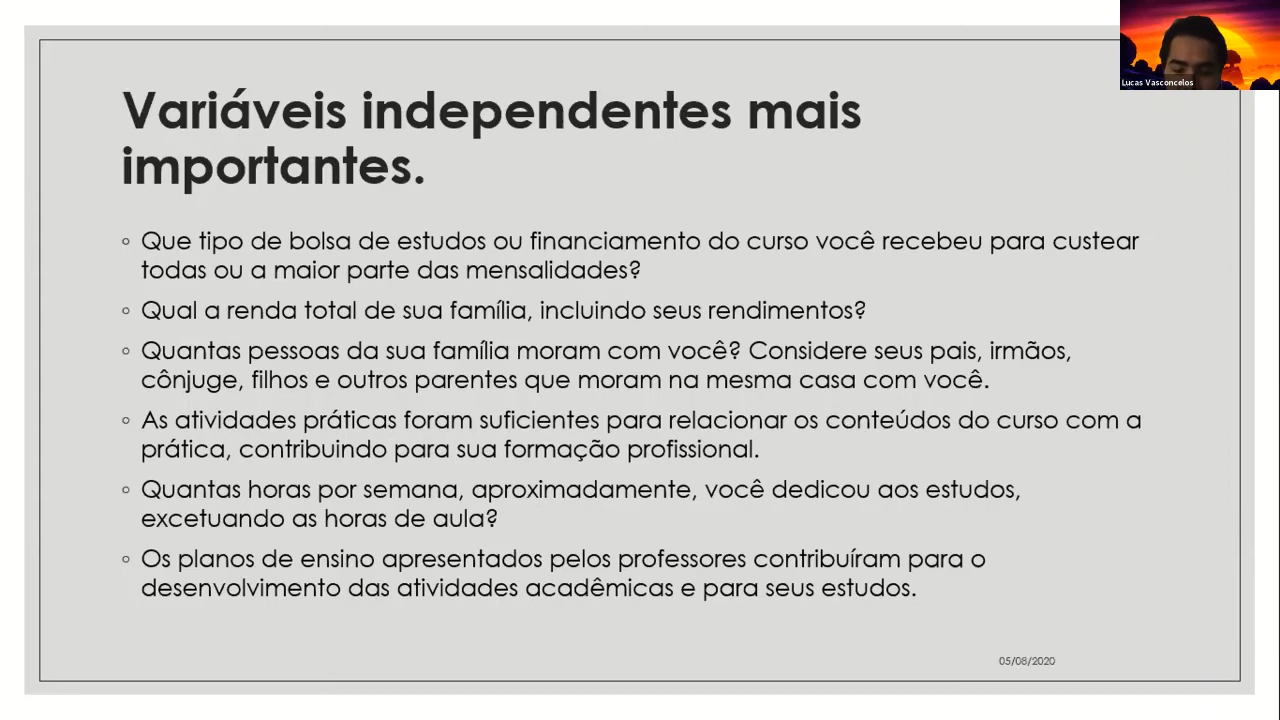 Lucas Vasconcelos
Variáveis independentes mais
importantes.
◦ Que tipo de bolsa de estudos ou financiamento do curso você recebeu para custear
todas ou a maior parte das mensalidades?
◦ Qual a renda total de sua família, incluindo seus rendimentos?
◦ Quantas pessoas da sua família moram com você? Considere seus pais, irmãos,
cônjuge, filhos e outros parentes que moram na mesma casa com você.
◦ As atividades práticas foram suficientes para relacionar os conteúdos do curso com a
prática, contribuindo para sua formação profissional.
◦ Quantas horas por semana, aproximadamente, você dedicou aos estudos,
excetuando as horas de aula?
◦ Os planos de ensino apresentados pelos professores contribuíram para o
desenvolvimento das atividades acadêmicas e para seus estudos.
05/08/2020